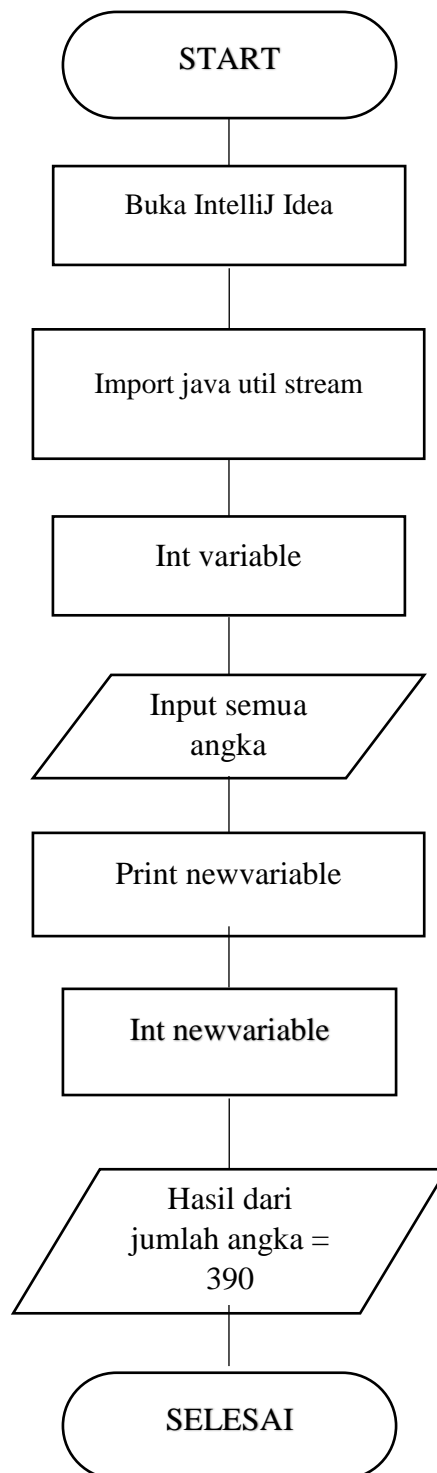 START
Buka IntelliJ Idea
Import java util stream
Int variable
Input semua
angka
Print newvariable
Int newvariable
Hasil dari
jumlah angka =
390
SELESAI